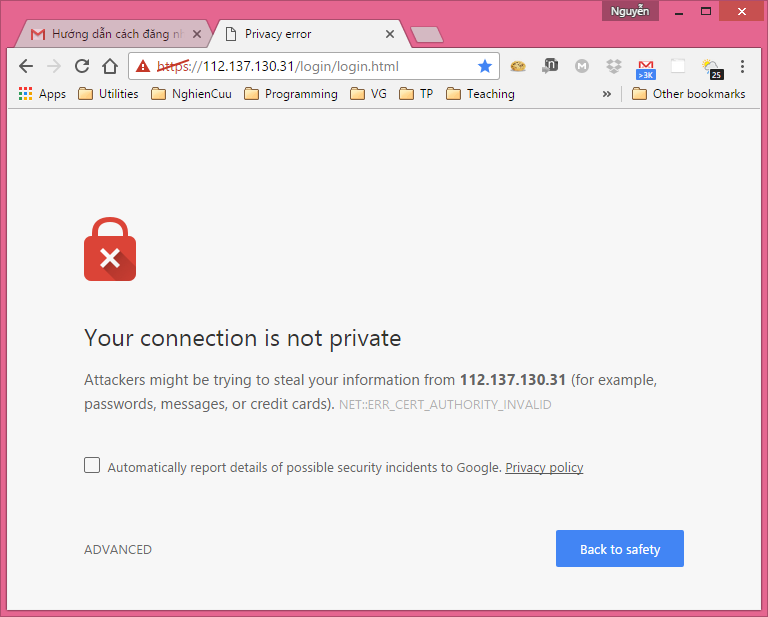 Nguyễn
Hướng dẫn cách đăng
Privacy error
https://112.137.130.31/login/login.html
>3K
25
Apps Utilities NghienCuu Programming VG TP Teaching » Other bookmarks
Your connection is not private
Attackers might be trying to steal your information from 112.137.130.31 (for example,
passwords, messages, or credit cards). NET::ERR_CERT_AUTHORITY_INVALID
Automatically report details of possible security incidents to Google. Privacy policy
ADVANCED
Back to safety